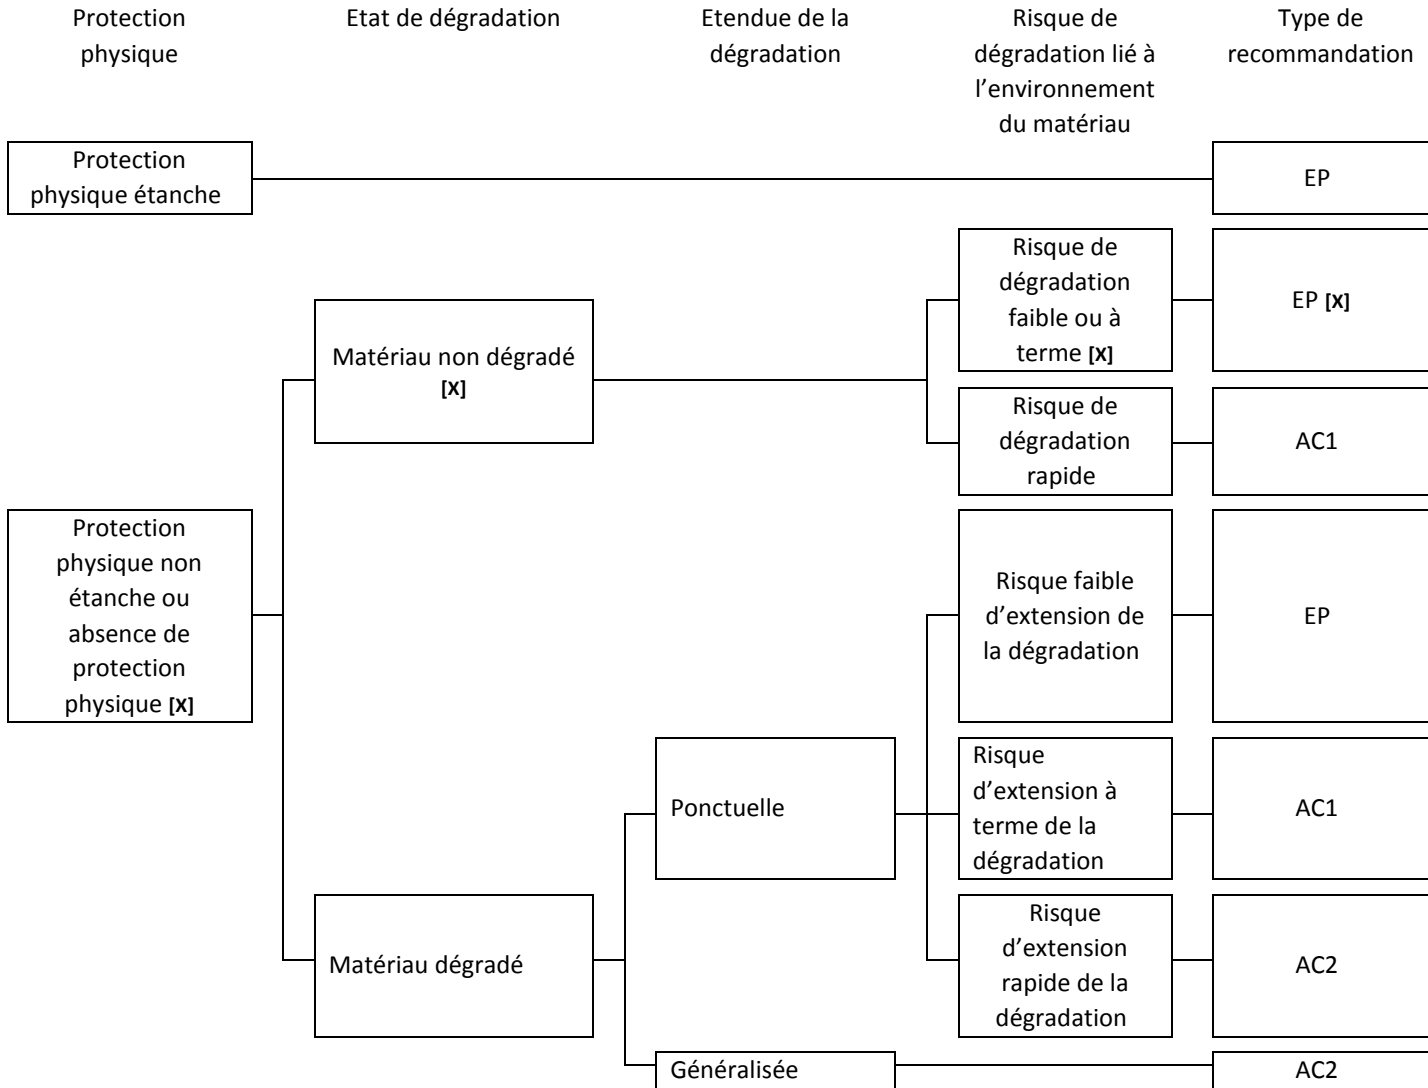 Protection
physique
Etat de dégradation
Etendue de la
dégradation
Risque de
dégradation lié à
l’environnement
du matériau
Type de
recommandation
Protection
physique étanche
EP
Risque de
dégradation
faible ou à
terme [X]
EP [X]
Matériau non dégradé
[X]
Risque de
dégradation
rapide
AC1
Protection
physique non
étanche ou
absence de
protection
physique [X]
Risque faible
d’extension de
la dégradation
EP
Ponctuelle
Risque
d’extension à
terme de la
dégradation
AC1
Matériau dégradé
Risque
d’extension
rapide de la
dégradation
AC2
Généralisée
AC2